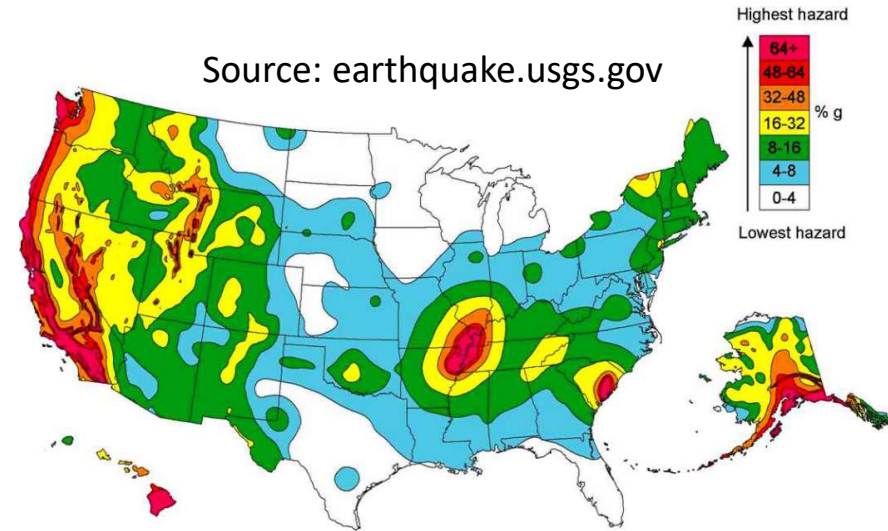 Highest hazard
Source: earthquake.usgs.gov
64+
48-64
32-48
16-32
% g
8-16
4-8
0-4
Lowest hazard